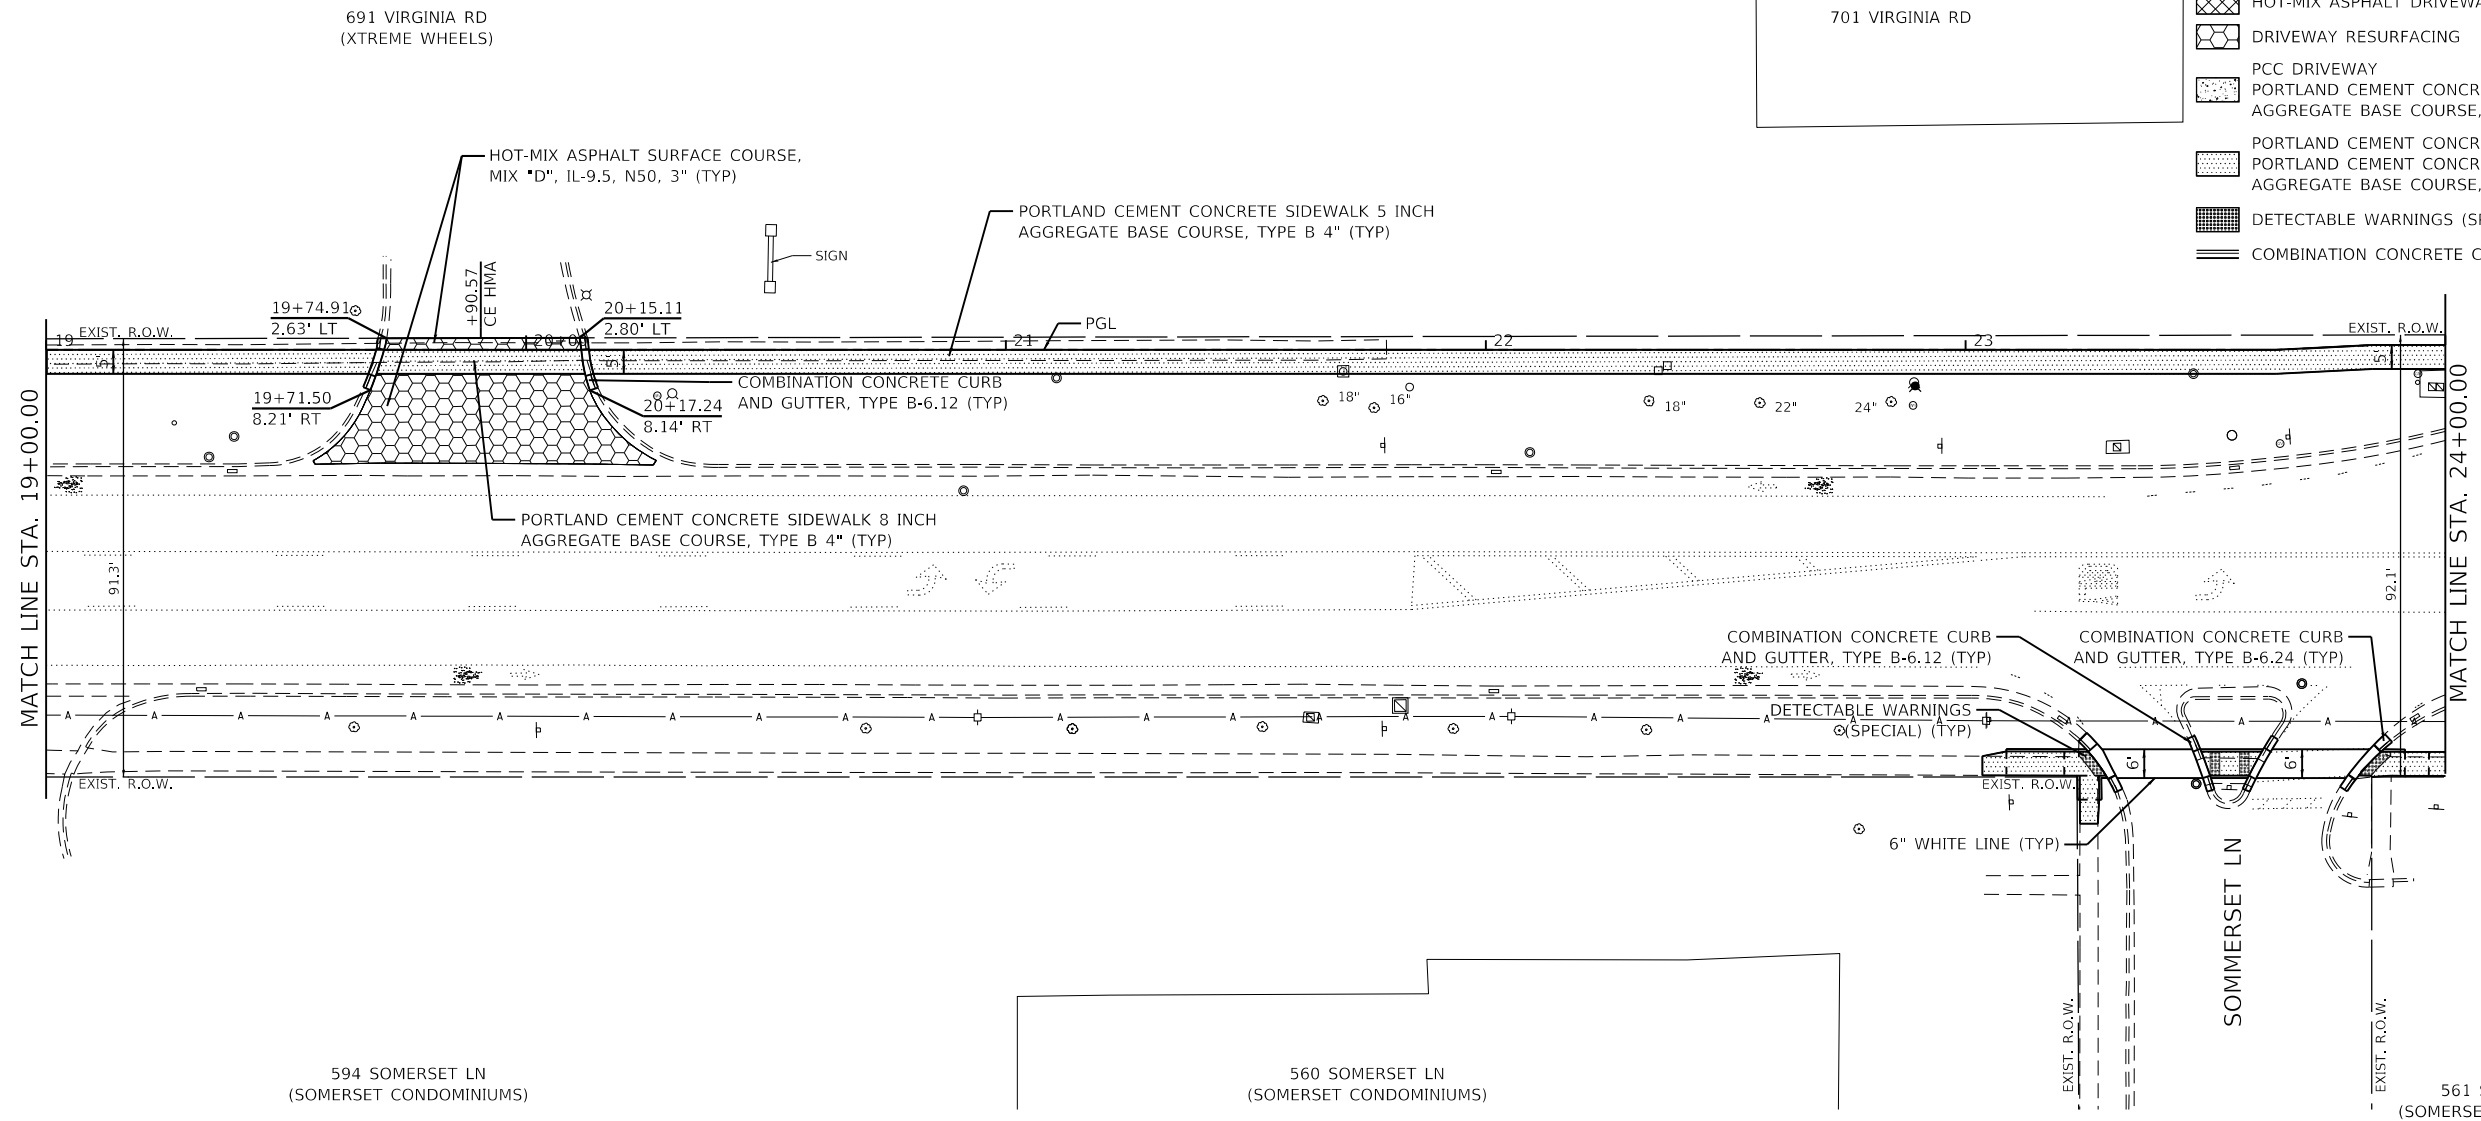 691 VIRGINIA RD
(XTREME WHEELS)
701 VIRGINIA RD
HOT-MIX ASPHALT DRIVEWA
DRIVEWAY RESURFACING
PCC DRIVEWAY
PORTLAND CEMENT CONCR
AGGREGATE BASE COURSE,
PORTLAND CEMENT CONCR
PORTLAND CEMENT CONCR
AGGREGATE BASE COURSE,
DETECTABLE WARNINGS (S
COMBINATION CONCRETE C
HOT-MIX ASPHALT SURFACE COURSE,
MIX "D", IL-9.5, N50, 3" (TYP)
PORTLAND CEMENT CONCRETE SIDEWALK 5 INCH
AGGREGATE BASE COURSE, TYPE B 4" (TYP)
SIGN
+90.57
CE HMA
19+74.91
2.63' LT
20+15.11
2.80' LT
PGL
EXIST. R.O.W.
EXIST. R.O.W.
19
20+00
21
22
23
5'
5'
5'
19+71.50
8.21' RT
COMBINATION CONCRETE CURB
AND GUTTER, TYPE B-6.12 (TYP)
20+17.24
8.14' RT
18"
16"
18"
22"
24"
MATCH LINE STA. 19+00.00
MATCH LINE STA. 24+00.00
PORTLAND CEMENT CONCRETE SIDEWALK 8 INCH
AGGREGATE BASE COURSE, TYPE B 4" (TYP)
91.3'
92.1'
COMBINATION CONCRETE CURB
AND GUTTER, TYPE B-6.12 (TYP)
COMBINATION CONCRETE CURB
AND GUTTER, TYPE B-6.24 (TYP)
A A A A A A A A A A A A A A A A A A A A A A A A A A A A
DETECTABLE WARNINGS
(SPECIAL) (TYP)
6'
6'
EXIST. R.O.W.
EXIST. R.O.W.
6" WHITE LINE (TYP)
SOMMERSET LN
EXIST. R.O.W.
EXIST. R.O.W.
594 SOMERSET LN
(SOMERSET CONDOMINIUMS)
560 SOMERSET LN
(SOMERSET CONDOMINIUMS)
561
(SOMERSE